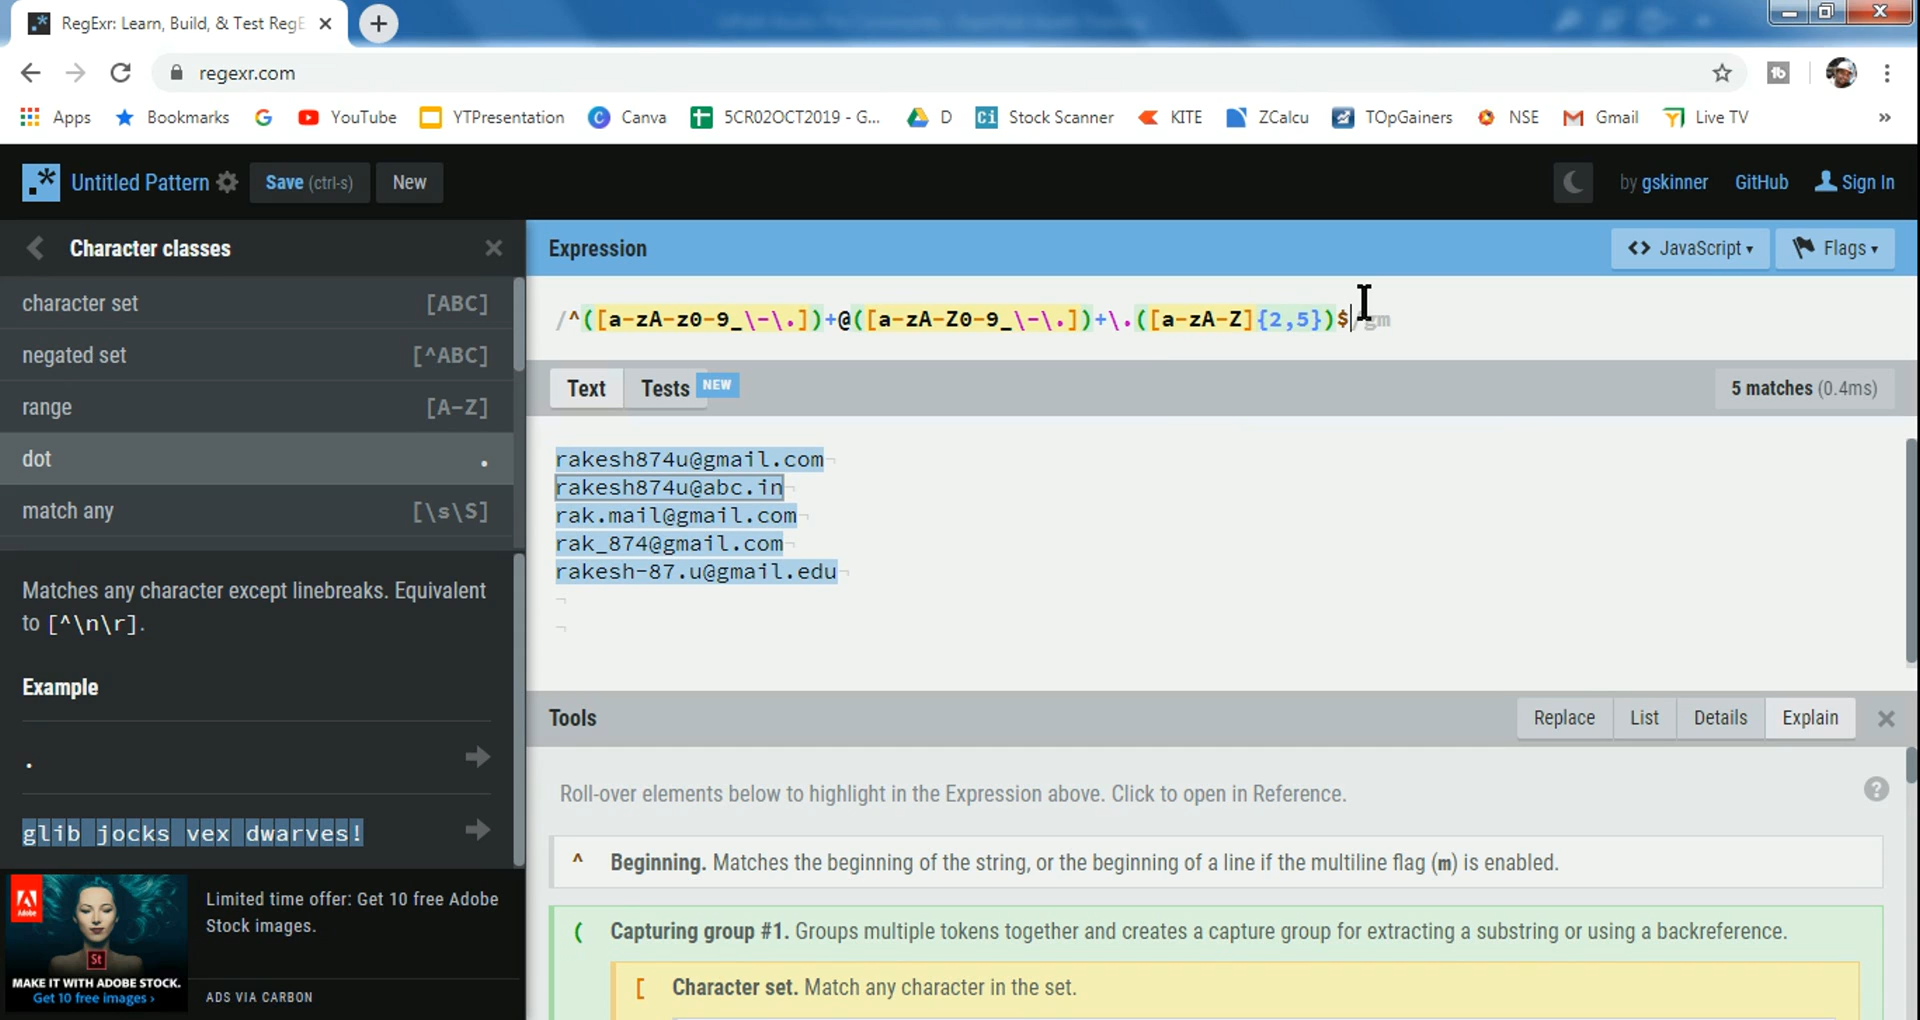 RegExr: Learn, Build, & Test RegE
regexr.com
Apps Bookmarks YouTube YTPresentation Canva 5CR02OCT2019 - G... D Stock Scanner KITE ZCalcu TOpGainers NSE Gmail Live TV »
.* Untitled Pattern Save (ctrl-s) New by gskinner GitHub Sign In
Character classes
character set [ABC]
negated set [^ABC]
range [A-Z]
dot .
match any [\s\S]
Matches any character except linebreaks. Equivalent
to [^\n\r].
Example
.
glib jocks vex dwarves!
Adobe
St
MAKE IT WITH ADOBE STOCK.
Get 10 free images ›
Limited time offer: Get 10 free Adobe
Stock images.
ADS VIA CARBON
Expression <> JavaScript Flags
/^([a-zA-z0-9_\-\.])+@([a-zA-Z0-9_\-\.])+\.([a-zA-Z]{2,5})$/gm
Text Tests NEW 5 matches (0.4ms)
rakesh874u@gmail.com
rakesh874u@abc.in
rak.mail@gmail.com
rak_874@gmail.com
rakesh-87.u@gmail.edu
Tools Replace List Details Explain
Roll-over elements below to highlight in the Expression above. Click to open in Reference.
^ Beginning. Matches the beginning of the string, or the beginning of a line if the multiline flag (m) is enabled.
( Capturing group #1. Groups multiple tokens together and creates a capture group for extracting a substring or using a backreference.
[ Character set. Match any character in the set.